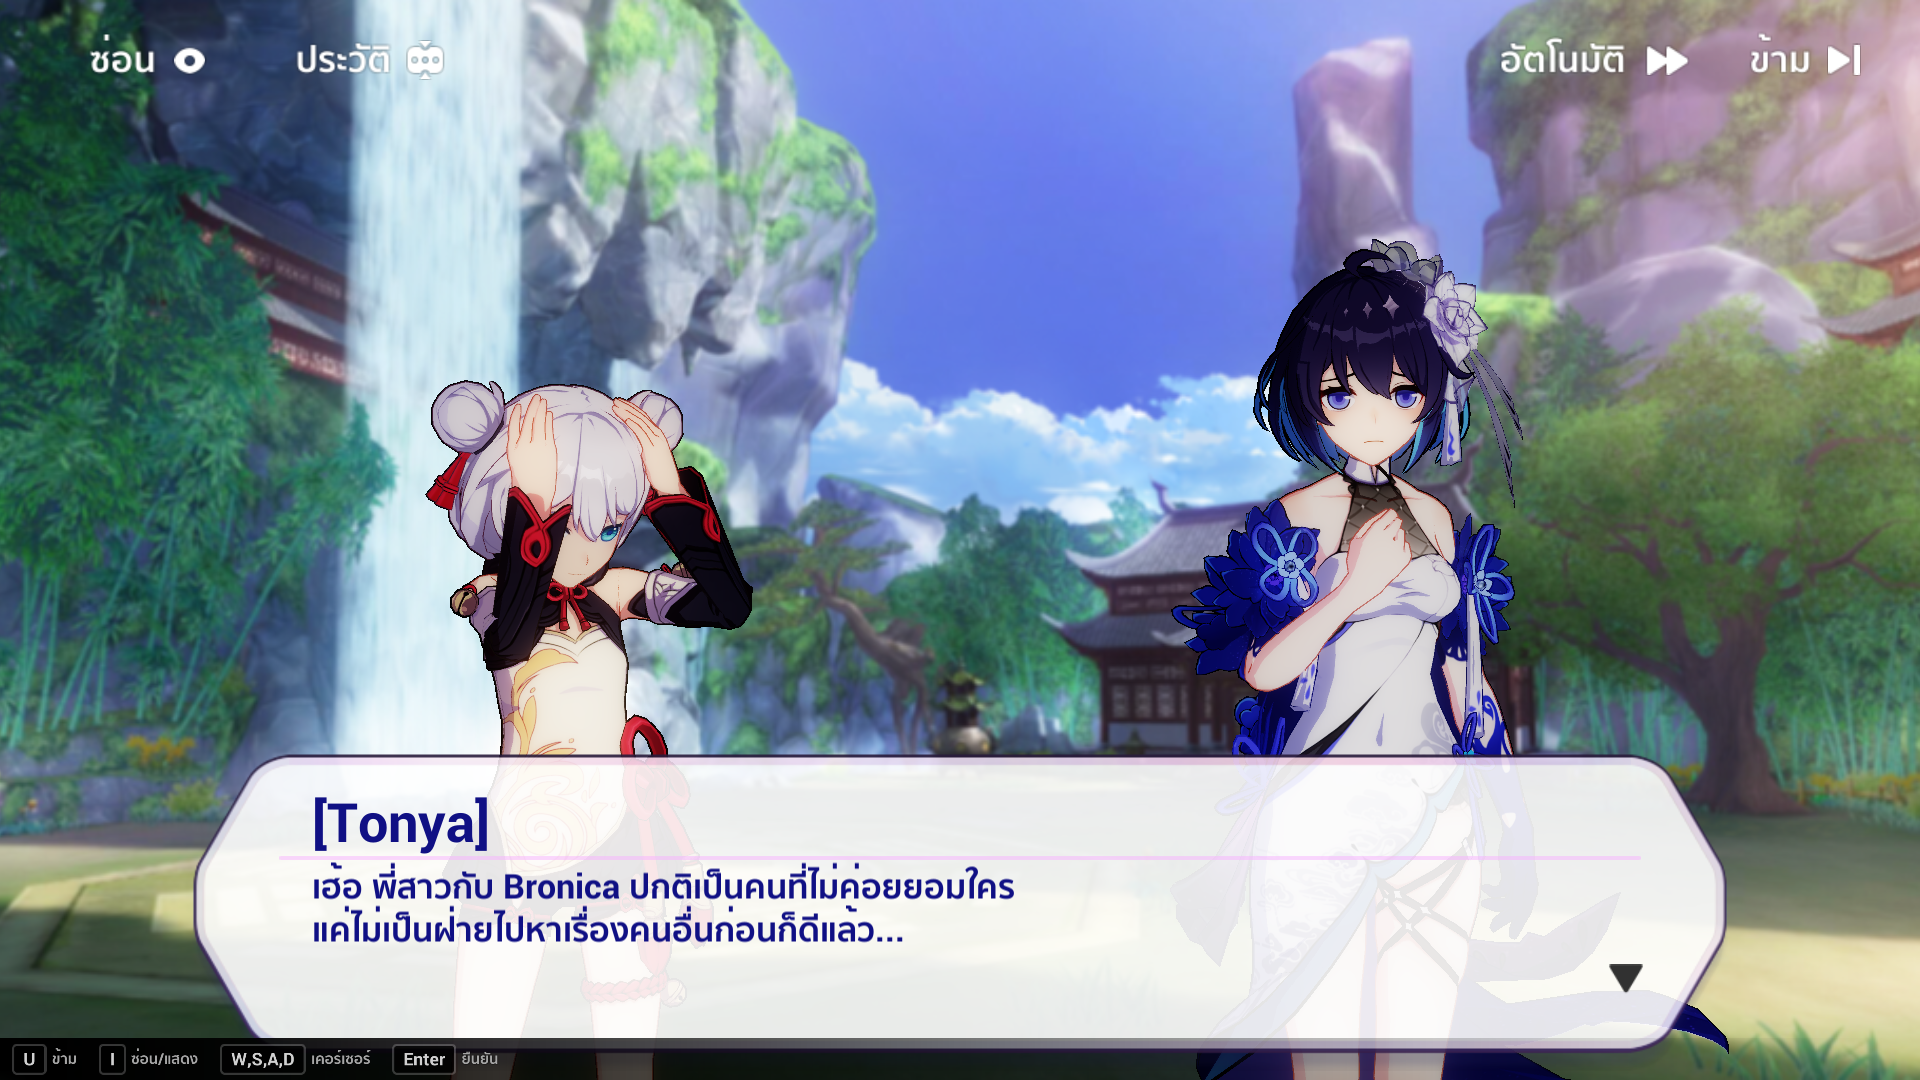 ซ่อน
ประวัติ
อัตโนมัติ
ข้าม
[Tonya]
เฮ้อ พี่สาวกับ Bronica ปกติเป็นคนที่ไม่ค่อยยอมใคร
แค่ไม่เป็นฝ่ายไปหาเรื่องคนอื่นก่อนก็ดีแล้ว...
U ข้าม I ซ่อน/แสดง W,S,A,D เคอร์เซอร์ Enter ยืนยัน